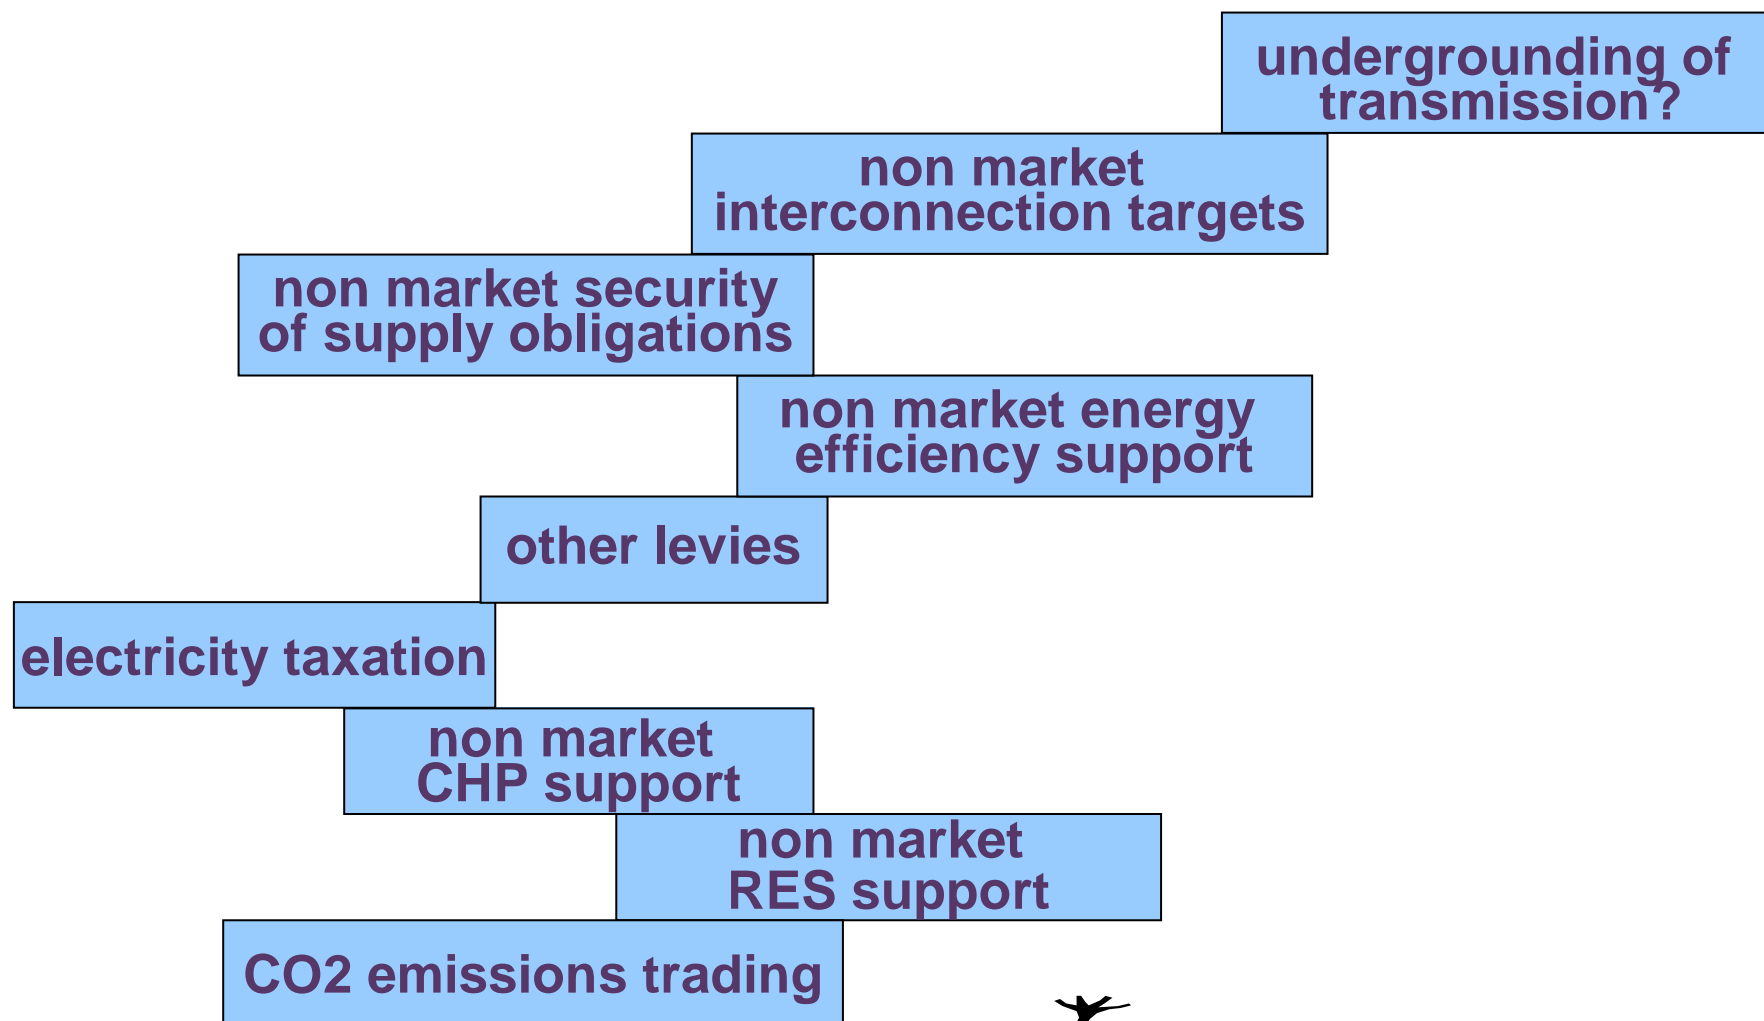 undergrounding of
transmission?
non market
interconnection targets
non market security
of supply obligations
non market energy
efficiency support
other levies
electricity taxation
non market
CHP support
non market
RES support
CO2 emissions trading